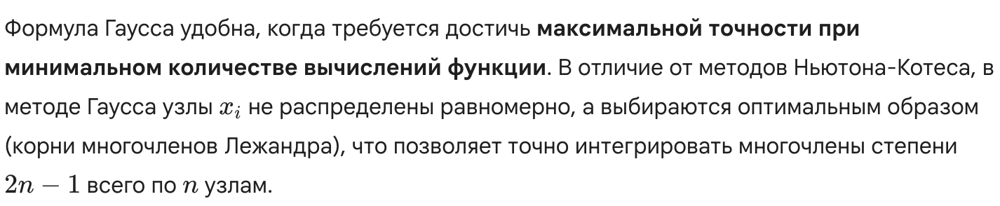 Формула Гаусса удобна, когда требуется достичь максимальной точности при
минимальном количестве вычислений функции. В отличие от методов Ньютона-Котеса, в
методе Гаусса узлы xᵢ не распределены равномерно, а выбираются оптимальным образом
(корни многочленов Лежандра), что позволяет точно интегрировать многочлены степени
2n − 1 всего по n узлам.